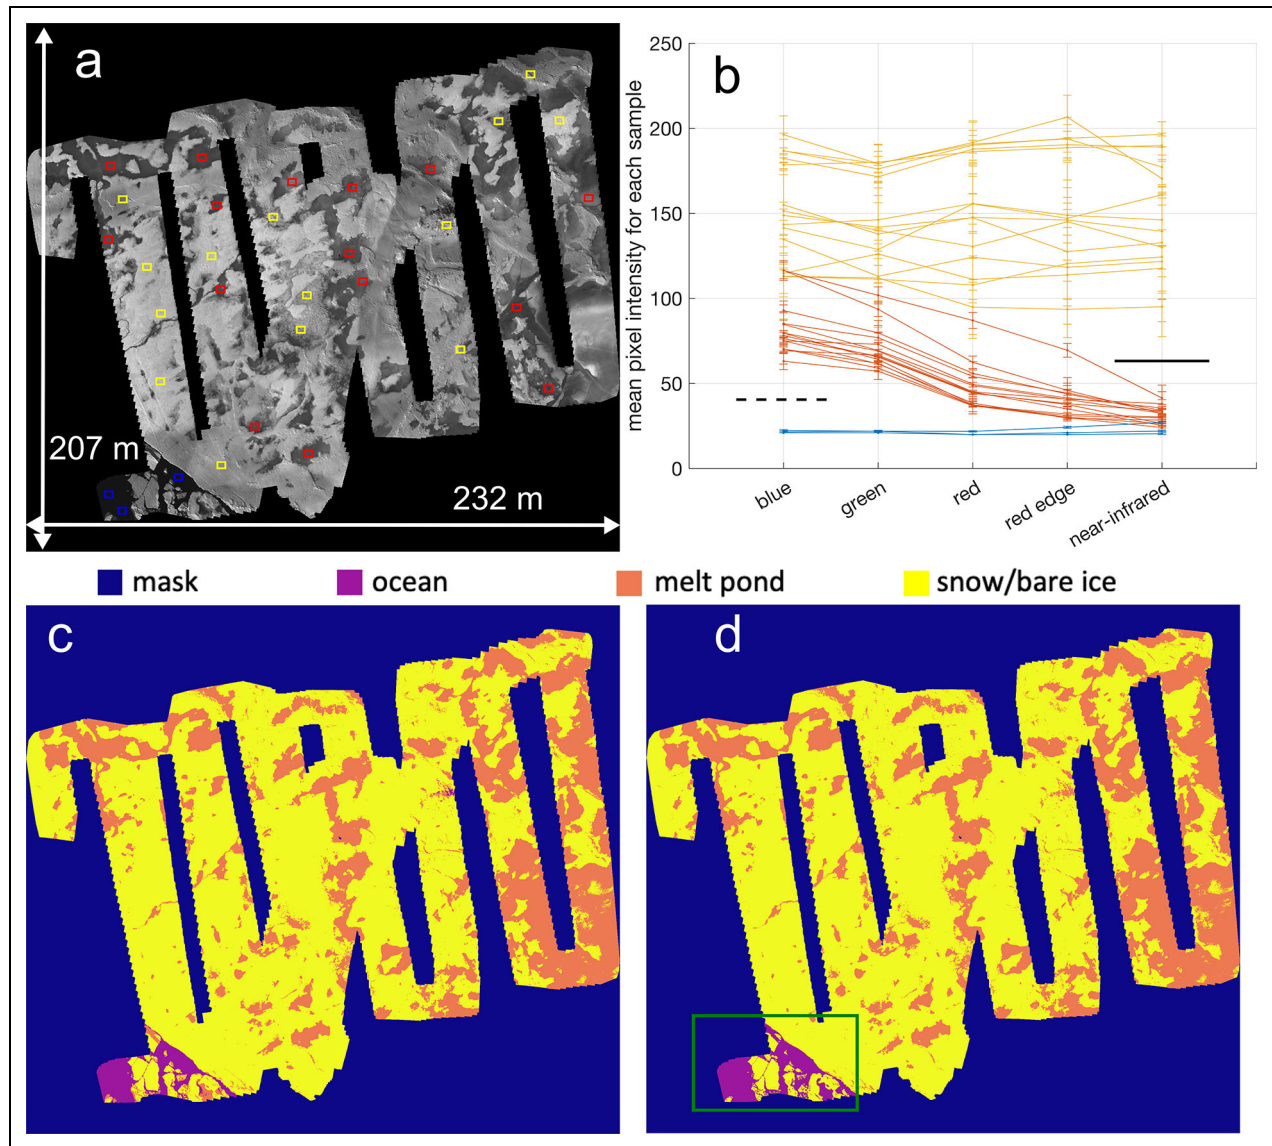 a
207 m
232 m
b
mean pixel intensity for each sample
250
200
150
100
50
0
blue
green
red
red edge
near-infrared
mask
ocean
melt pond
snow/bare ice
c
d